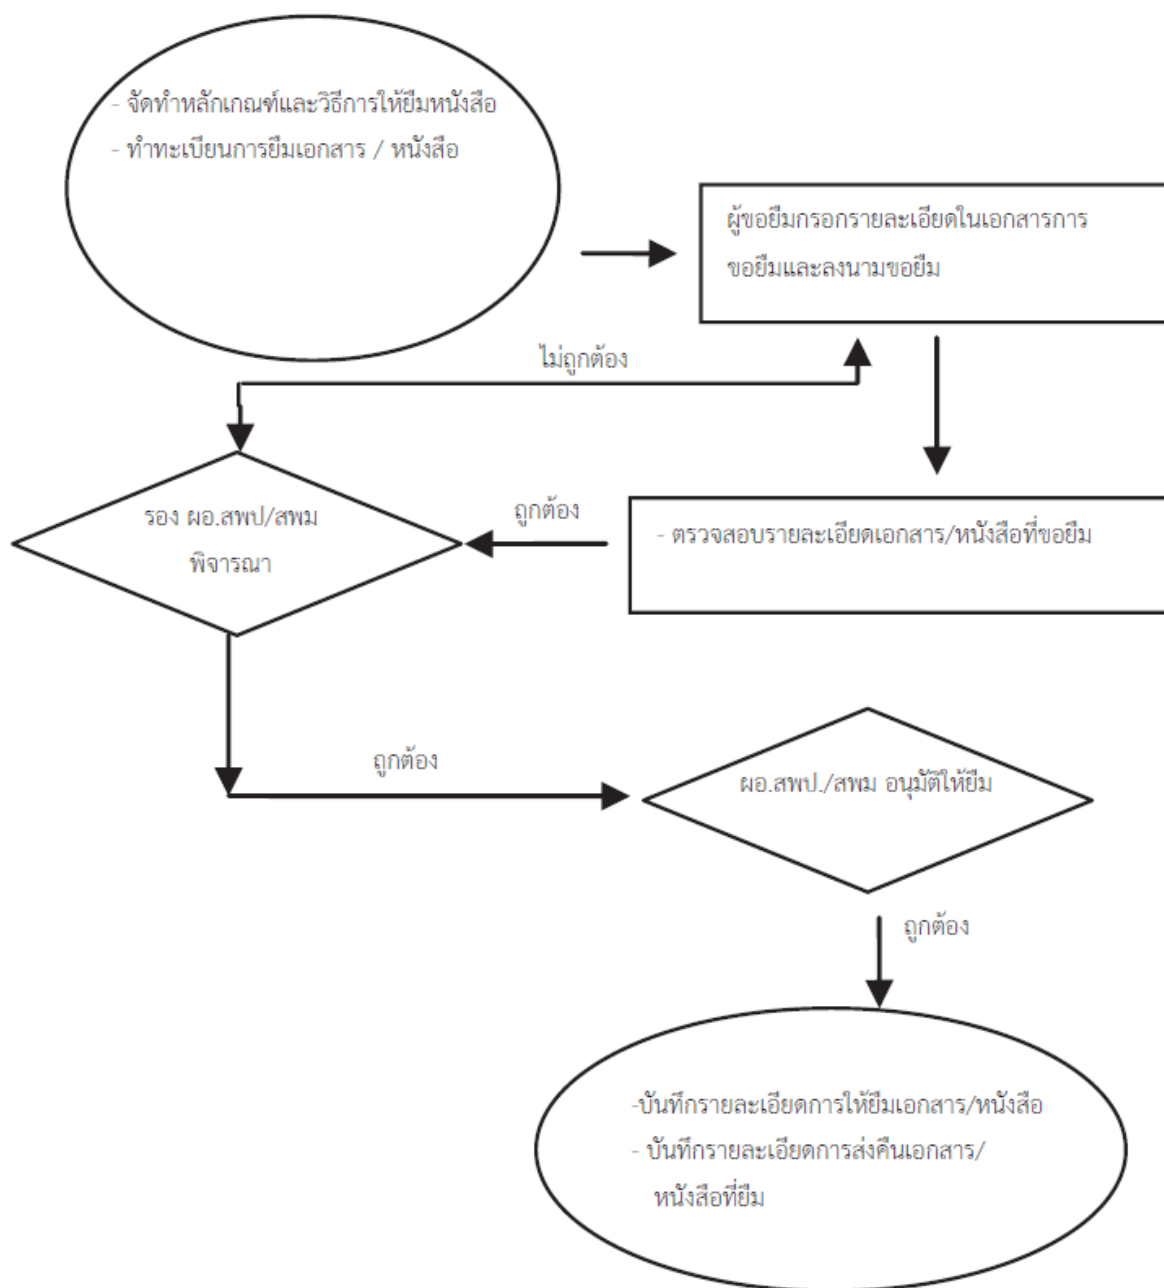 - จัดทำหลักเกณฑ์และวิธีการให้ยืมหนังสือ
- ทำทะเบียนการยืมเอกสาร / หนังสือ
ผู้ขอยืมกรอกรายละเอียดในเอกสารการ
ขอยืมและลงนามขอยืม
ไม่ถูกต้อง
รอง ผอ.สพป/สพม
พิจารณา
ถูกต้อง
- ตรวจสอบรายละเอียดเอกสาร/หนังสือที่ขอยืม
ถูกต้อง
ผอ.สพป./สพม อนุมัติให้ยืม
ถูกต้อง
-บันทึกรายละเอียดการให้ยืมเอกสาร/หนังสือ
- บันทึกรายละเอียดการส่งคืนเอกสาร/
หนังสือที่ยืม